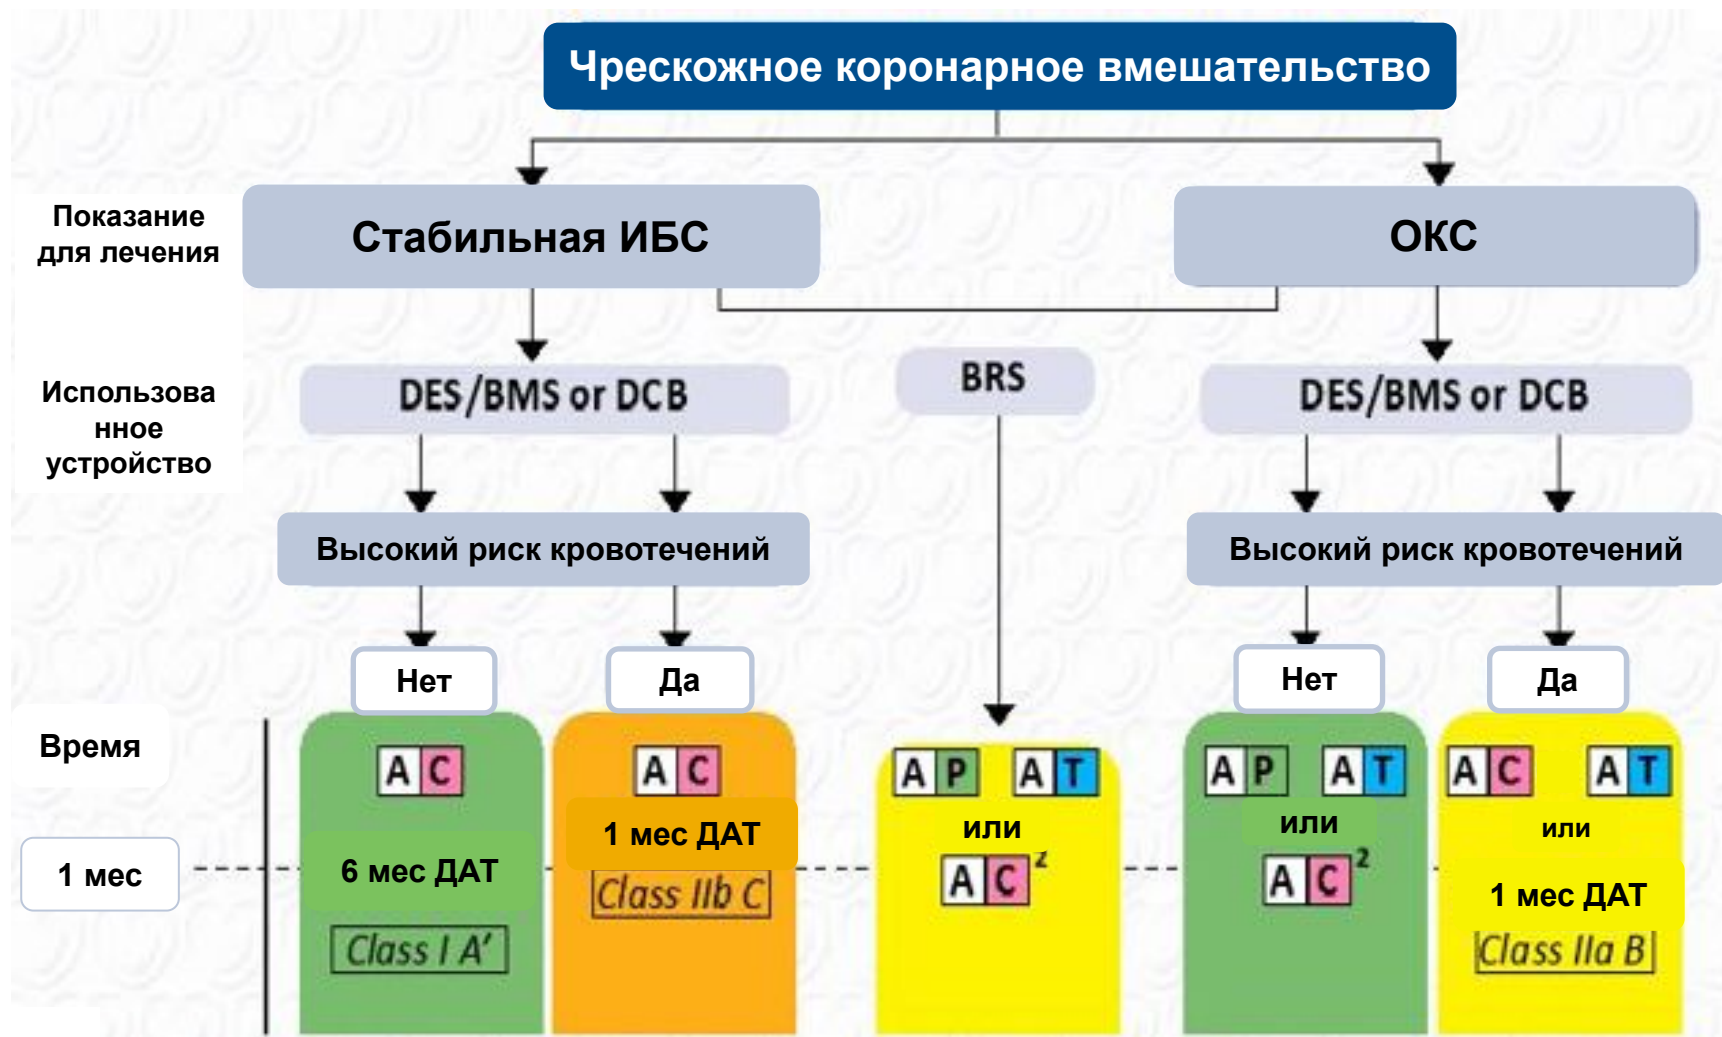 Чрескожное коронарное вмешательство
Показание
для лечения
Стабильная ИБС
ОКС
Использова
нное
устройство
DES/BMS or DCB
BRS
DES/BMS or DCB
Высокий риск кровотечений
Высокий риск кровотечений
Нет
Да
Нет
Да
Время
A C
A C
A P A T
A P A T
A C A T
1 мес ДАТ
или
или
или
1 мес
6 мес ДАТ
A C 2
A C 2
1 мес ДАТ
Class IIb C
Class I A'
Class IIa B